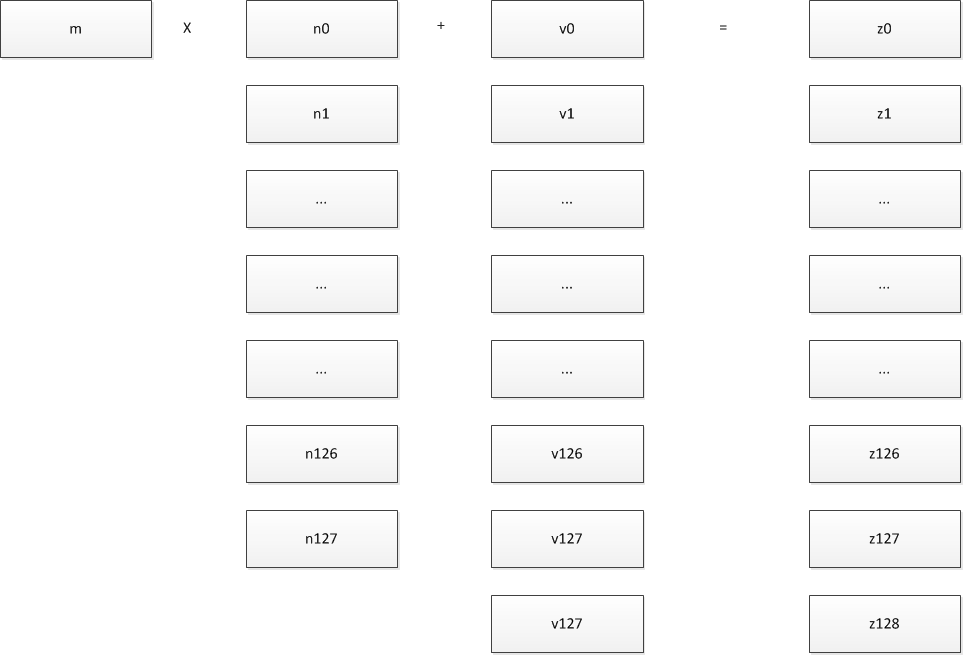 m X n0 + v0 = z0
n1 v1 z1
... ... ...
... ... ...
... ... ...
n126 v126 z126
n127 v127 z127
v127 z128